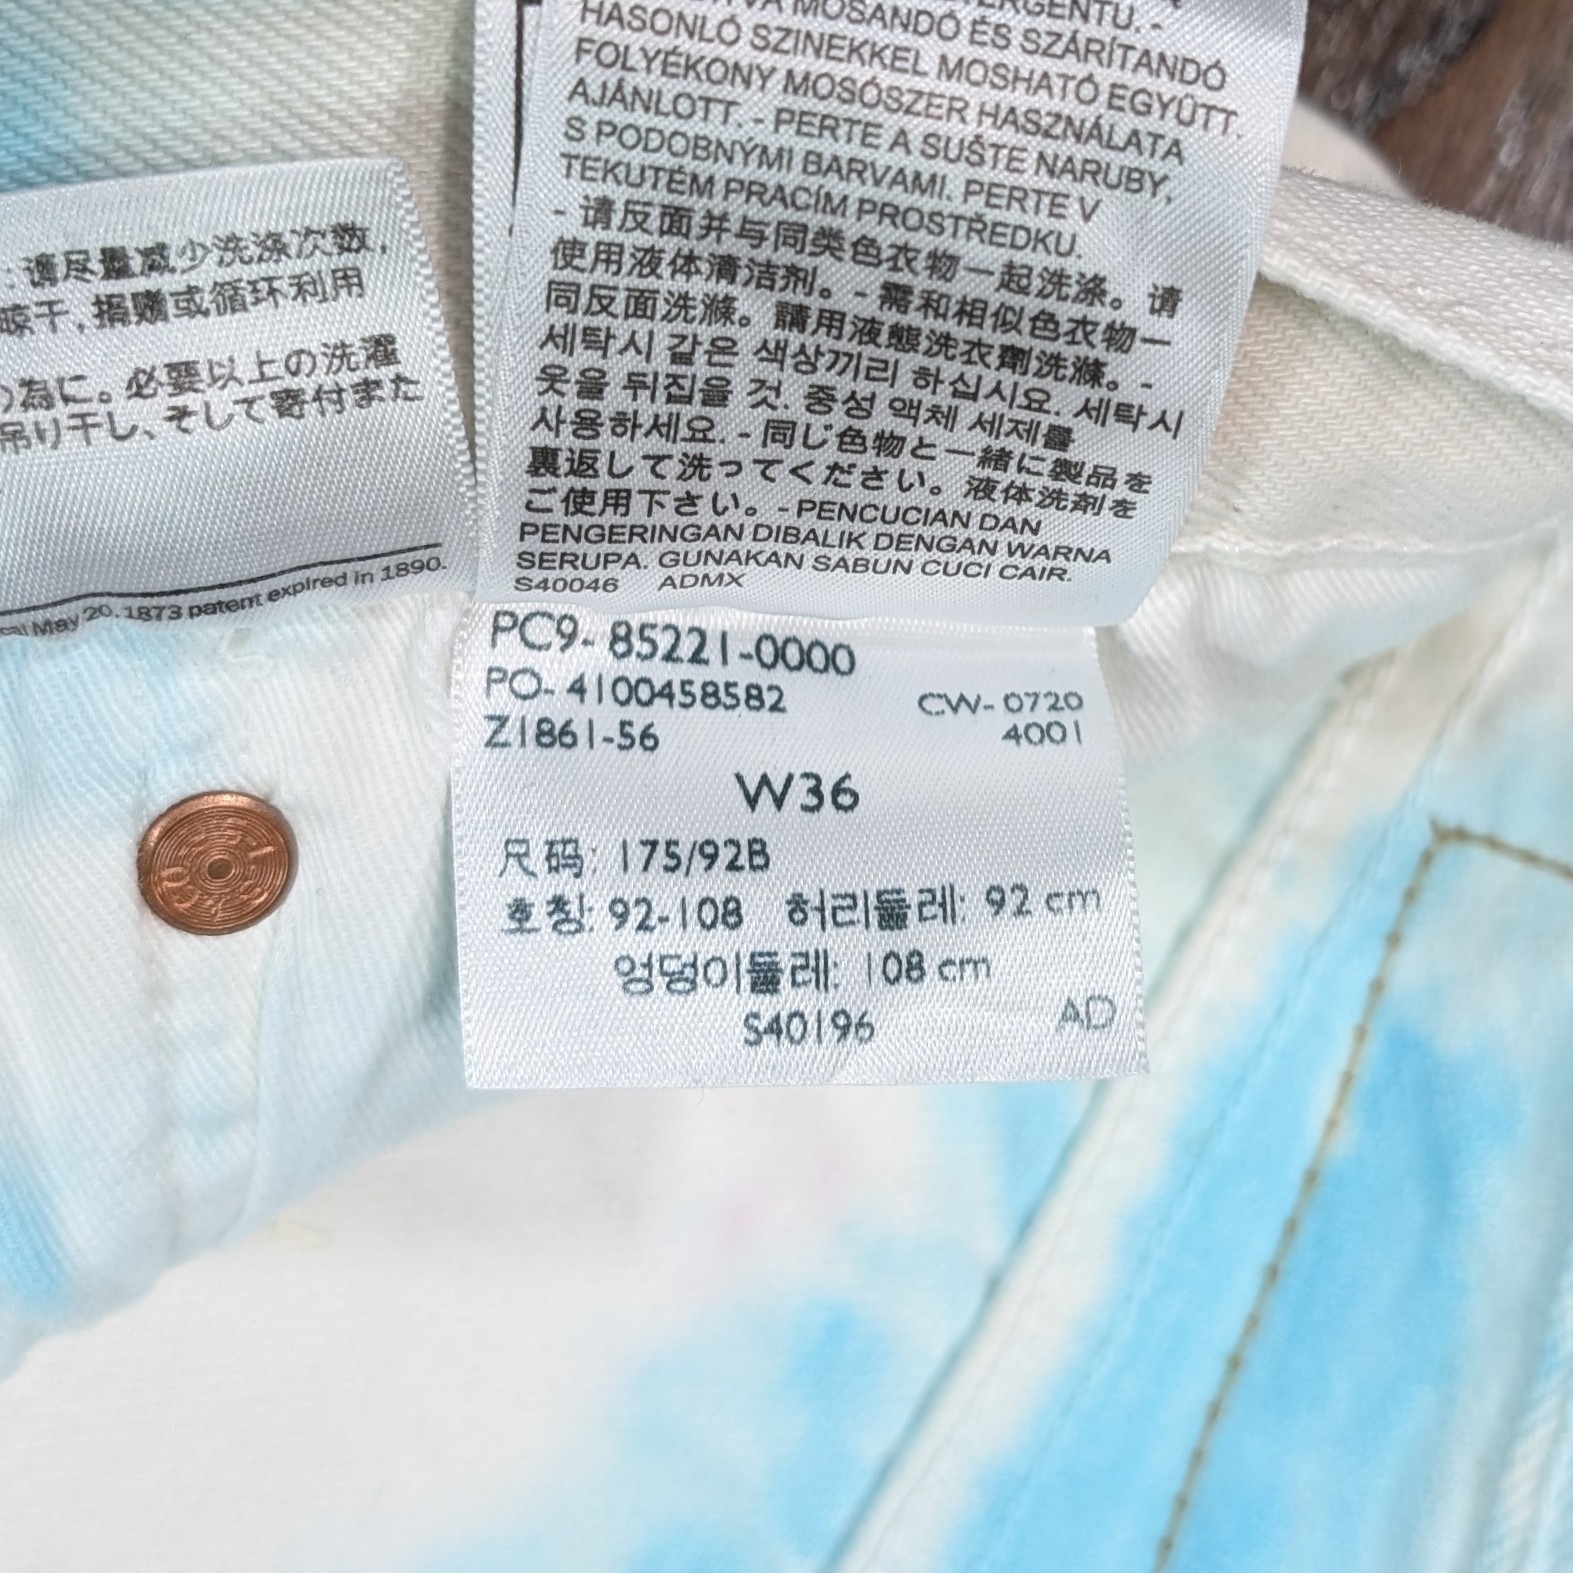 請尽量减少洗涤次数,
晾干,捐赠或循环利用
の為に。必要以上の洗濯
吊り干し、そして寄付また
May 20, 1873 patent expired in 1890.
MOSANDÓ ÉS SZÁRÍTANDÓ
HASONLÓ SZINEKKEL MOSHATÓ EGYÜTT.
FOLYÉKONY MOSÓSZER HASZNÁLATA
AJÁNLOTT. - PERTE A SUŠTE NARUBY,
S PODOBNÝMI BARVAMI. PERTE V
TEKUTÉM PRACÍM PROSTŘEDKU.
- 请反面并与同类色衣物一起洗涤。请
使用液体清洁剂。- 需和相似色衣物一
同反面洗滌。請用液態洗衣劑洗滌。-
세탁시 같은 색상끼리 하십시요. 세탁시
옷을 뒤집을 것. 중성 액체 세제를
사용하세요. - 同じ色物と一緒に製品を
裏返して洗ってください。液体洗剤を
ご使用下さい。- PENCUCIAN DAN
PENGERINGAN DIBALIK DENGAN WARNA
SERUPA. GUNAKAN SABUN CUCI CAIR.
S40046 ADMX
PC9- 85221-0000
PO- 4100458582 CW- 0720
Z1861-56 4001
W36
尺码: 175/92B
호칭: 92-108 허리둘레: 92 cm
엉덩이둘레: 108 cm
S40196 AD